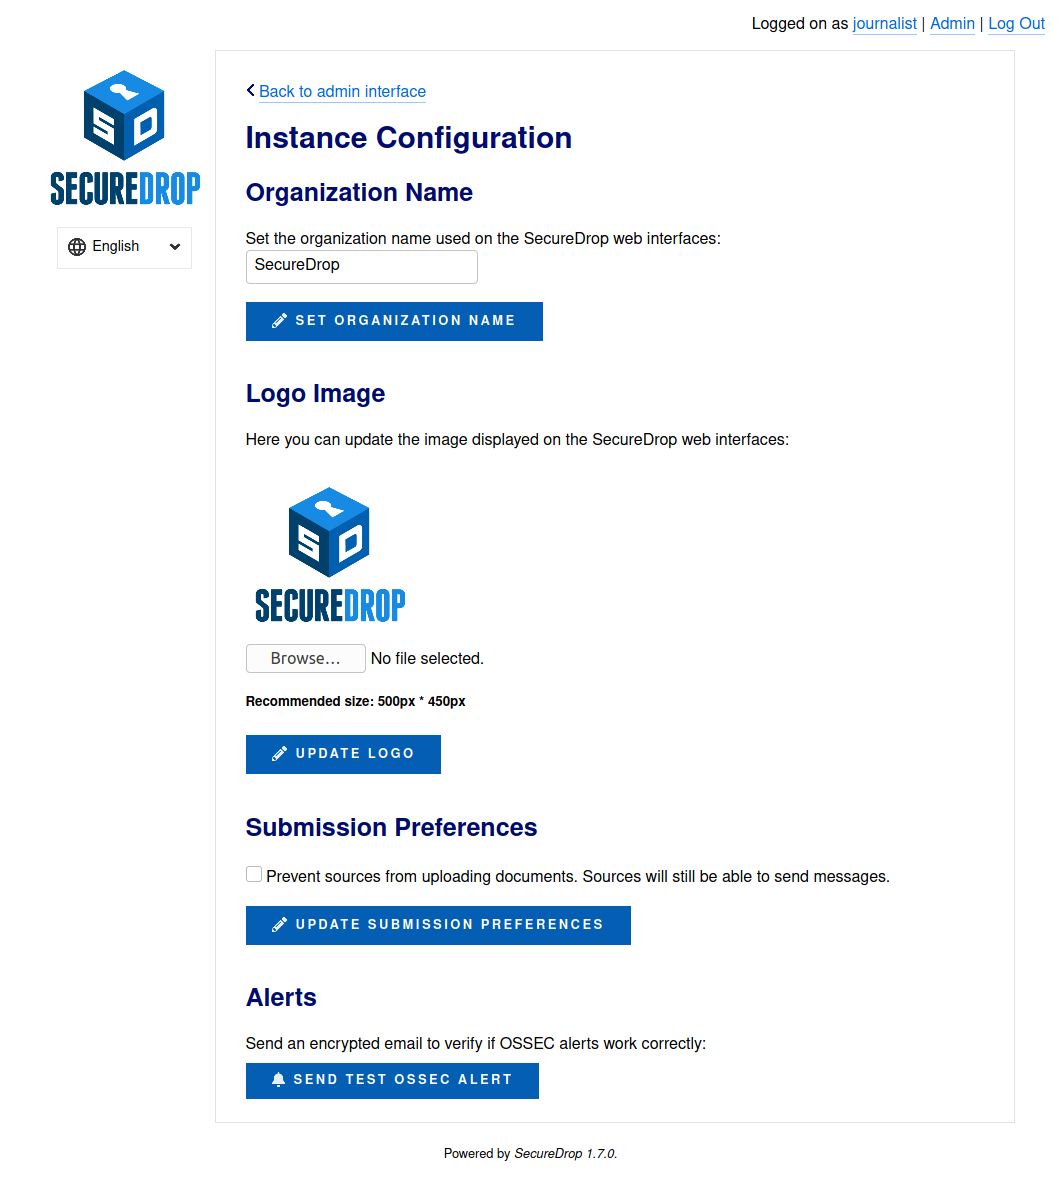 Logged on as journalist | Admin | Log Out
SD
SECUREDROP
English
Back to admin interface
Instance Configuration
Organization Name
Set the organization name used on the SecureDrop web interfaces:
SecureDrop
SET ORGANIZATION NAME
Logo Image
Here you can update the image displayed on the SecureDrop web interfaces:
SD
SECUREDROP
Browse... No file selected.
Recommended size: 500px * 450px
UPDATE LOGO
Submission Preferences
Prevent sources from uploading documents. Sources will still be able to send messages.
UPDATE SUBMISSION PREFERENCES
Alerts
Send an encrypted email to verify if OSSEC alerts work correctly:
SEND TEST OSSEC ALERT
Powered by SecureDrop 1.7.0.